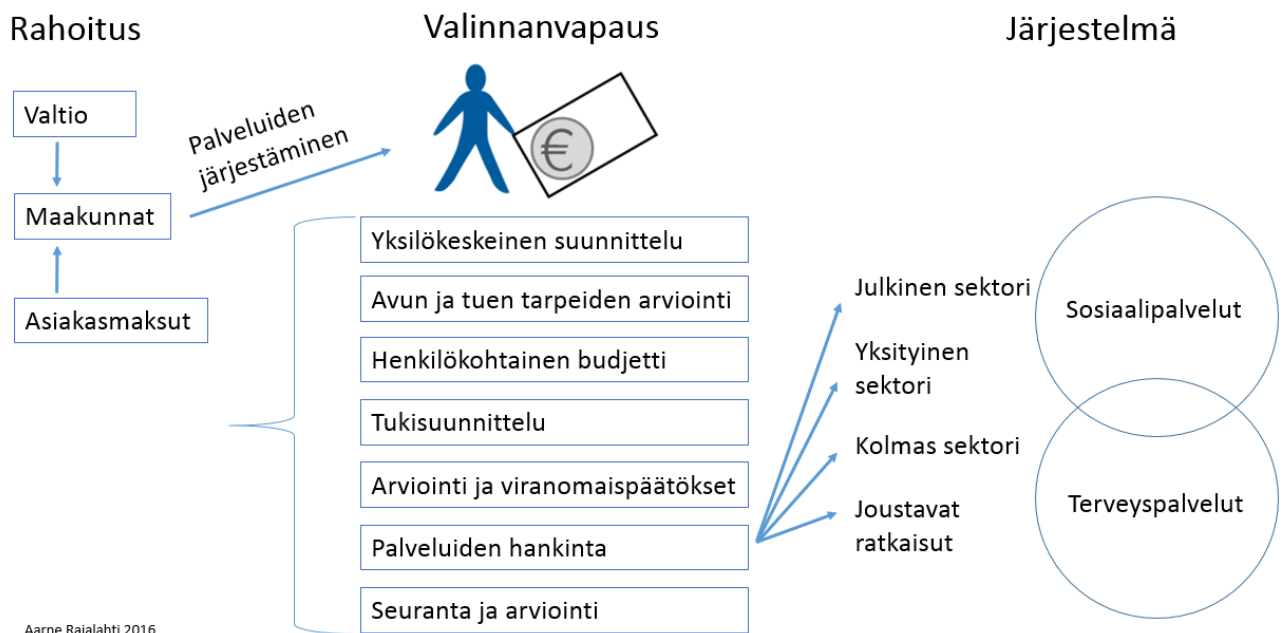 Rahoitus
Valinnanvapaus
Järjestelmä
Valtio
Maakunnat
Asiakasmaksut
Palveluiden
järjestäminen
€
Yksilökeskeinen suunnittelu
Avun ja tuen tarpeiden arviointi
Henkilökohtainen budjetti
Tukisuunnittelu
Arviointi ja viranomaispäätökset
Palveluiden hankinta
Seuranta ja arviointi
Julkinen sektori
Yksityinen
sektori
Kolmas sektori
Joustavat
ratkaisut
Sosiaalipalvelut
Terveyspalvelut
Aarne Rajalahti 2016